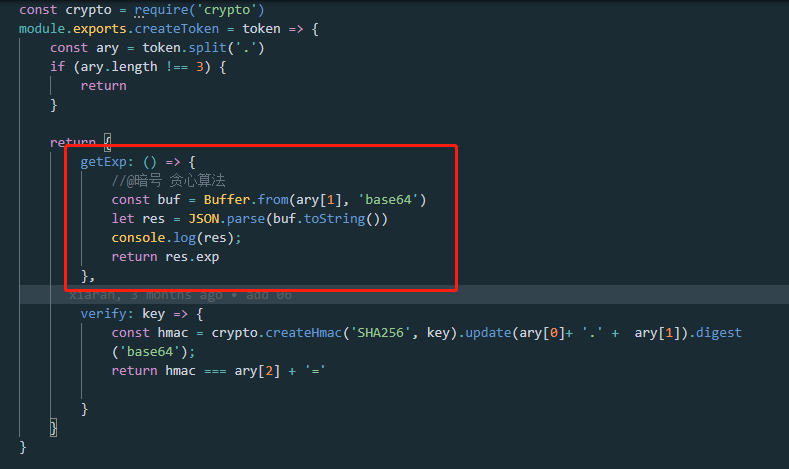 const crypto = require('crypto')
module.exports.createToken = token => {
const ary = token.split('.')
if (ary.length !== 3) {
return
}
return {
getExp: () => {
//@暗号 贪心算法
const buf = Buffer.from(ary[1], 'base64')
let res = JSON.parse(buf.toString())
console.log(res);
return res.exp
},
xiaran, 3 months ago • add 06
verify: key => {
const hmac = crypto.createHmac('SHA256', key).update(ary[0]+ '.' +  ary[1]).digest
('base64');
return hmac === ary[2] + '='
}
}
}